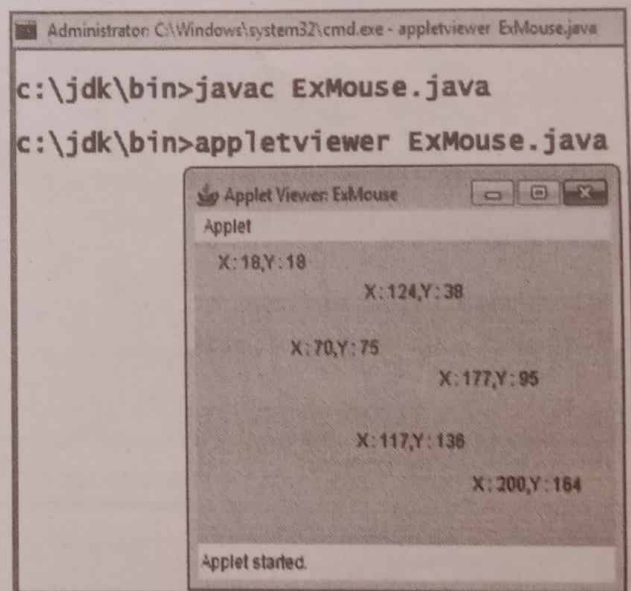 Administrator: C:\Windows\system32\cmd.exe - appletviewer ExMouse.java
c:\jdk\bin>javac ExMouse.java
c:\jdk\bin>appletviewer ExMouse.java
Applet Viewer: ExMouse
Applet
X:18,Y:18
X:124,Y:38
X:70,Y:75
X:177,Y:95
X:117,Y:136
X:200,Y:164
Applet started.